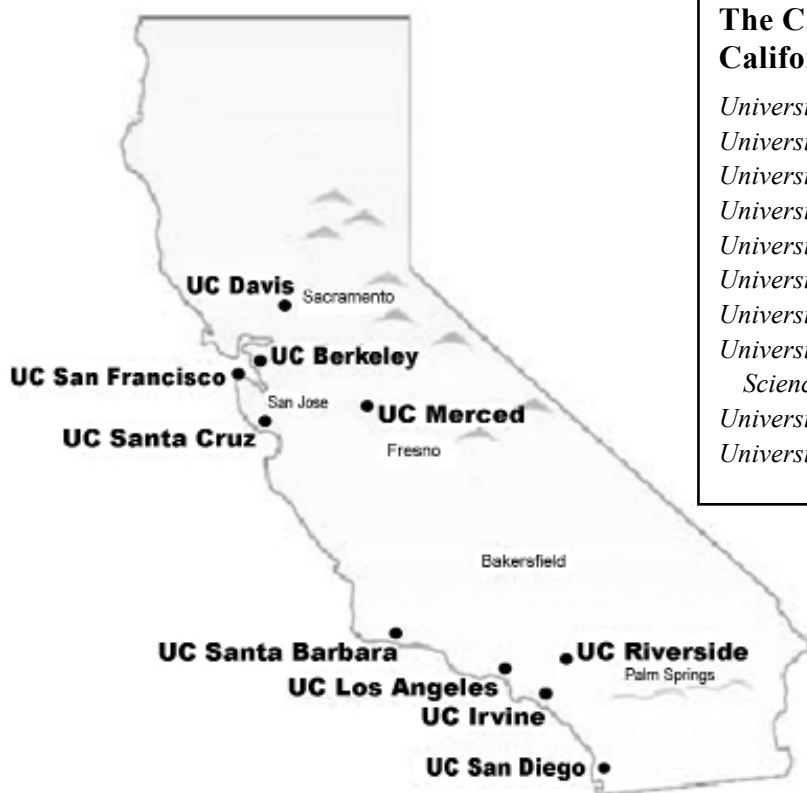 The C
Califo
Universi
Universi
Universi
Universi
Universi
Universi
Universi
Universi
Scienc
Universi
Universi
UC Davis
Sacramento
UC Berkeley
UC San Francisco
San Jose
UC Merced
UC Santa Cruz
Fresno
Bakersfield
UC Santa Barbara
UC Riverside
Palm Springs
UC Los Angeles
UC Irvine
UC San Diego